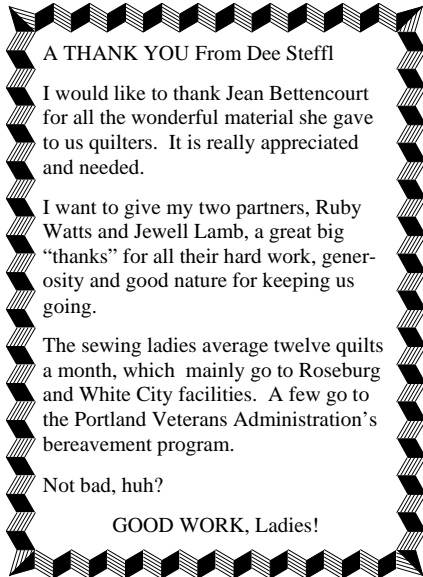 A THANK YOU From Dee Steffl
I would like to thank Jean Bettencourt
for all the wonderful material she gave
to us quilters.  It is really appreciated
and needed.
I want to give my two partners, Ruby
Watts and Jewell Lamb, a great big
“thanks” for all their hard work, gener-
osity and good nature for keeping us
going.
The sewing ladies average twelve quilts
a month, which  mainly go to Roseburg
and White City facilities.  A few go to
the Portland Veterans Administration’s
bereavement program.
Not bad, huh?
GOOD WORK, Ladies!